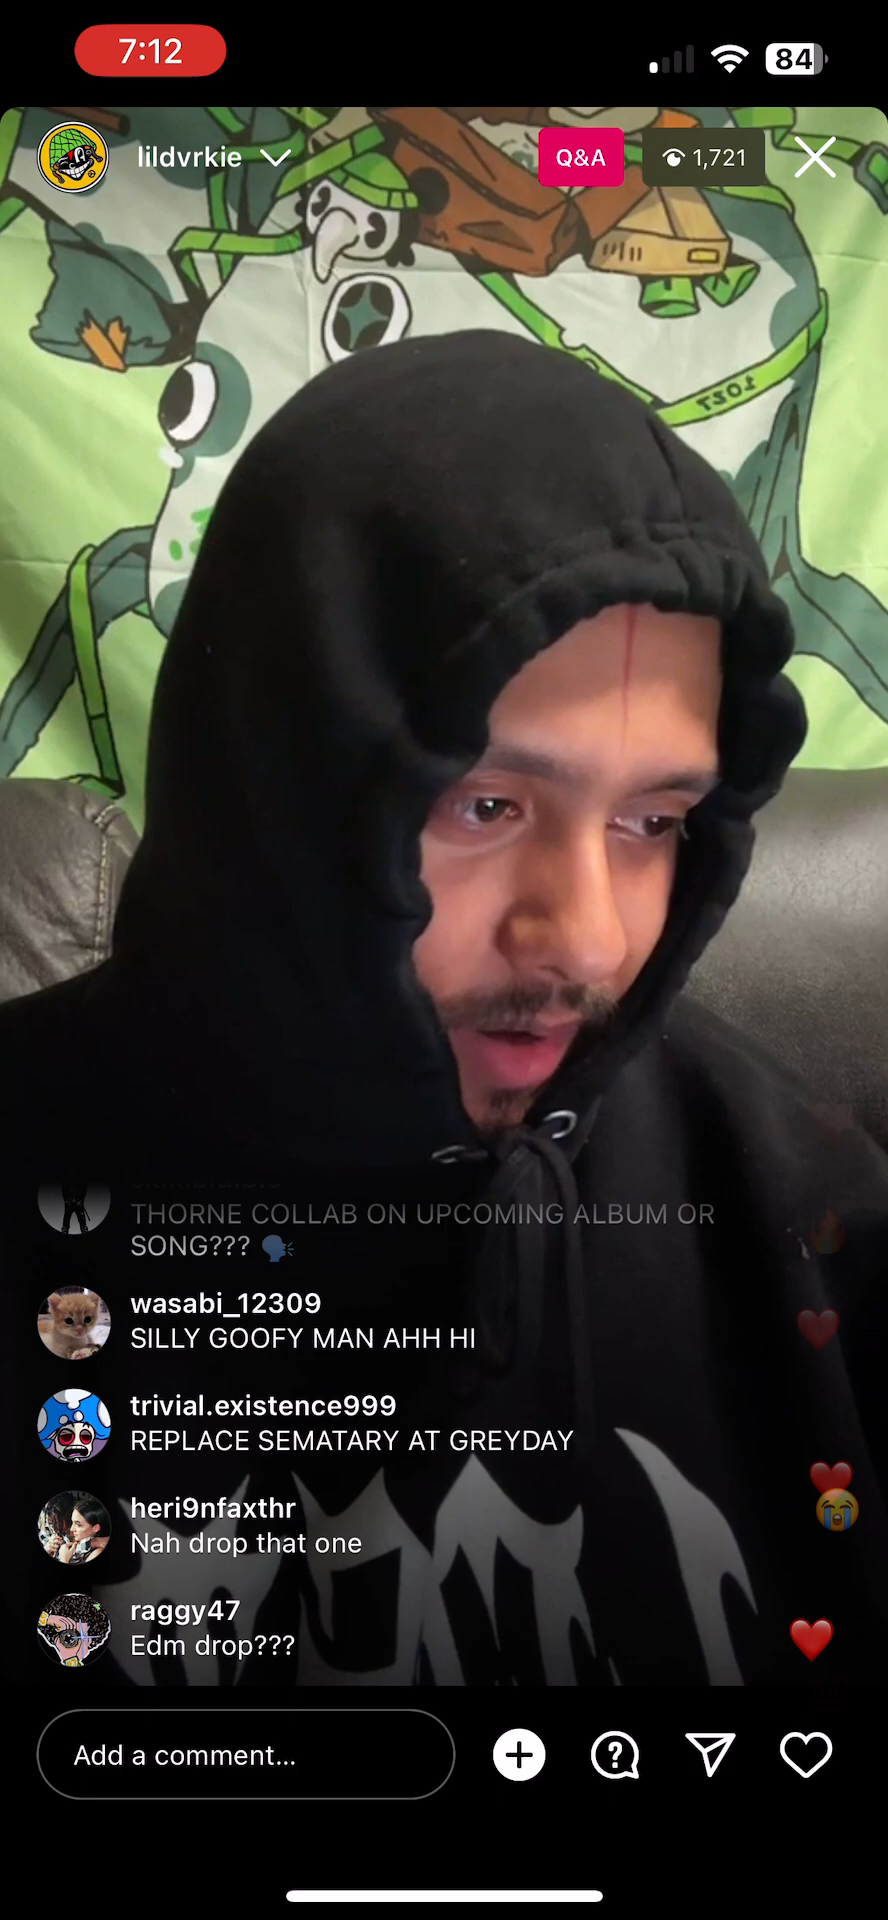 7:12
84
lildvrkie
Q&A
1,721
1027
THORNE COLLAB ON UPCOMING ALBUM OR
SONG??? 🗣️
wasabi_12309
SILLY GOOFY MAN AHH HI
trivial.existence999
REPLACE SEMATARY AT GREYDAY
heri9nfaxthr
Nah drop that one
raggy47
Edm drop???
Add a comment...